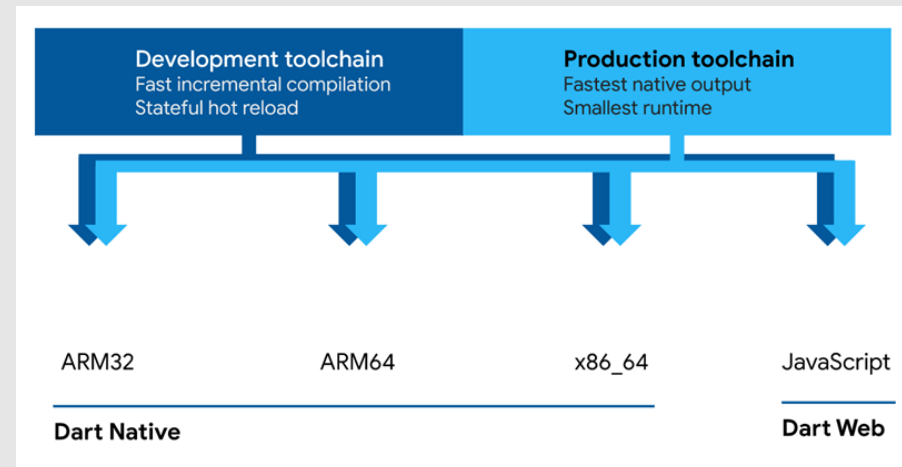 Development toolchain
Fast incremental compilation
Stateful hot reload
Production toolchain
Fastest native output
Smallest runtime
ARM32
ARM64
x86_64
JavaScript
Dart Native
Dart Web